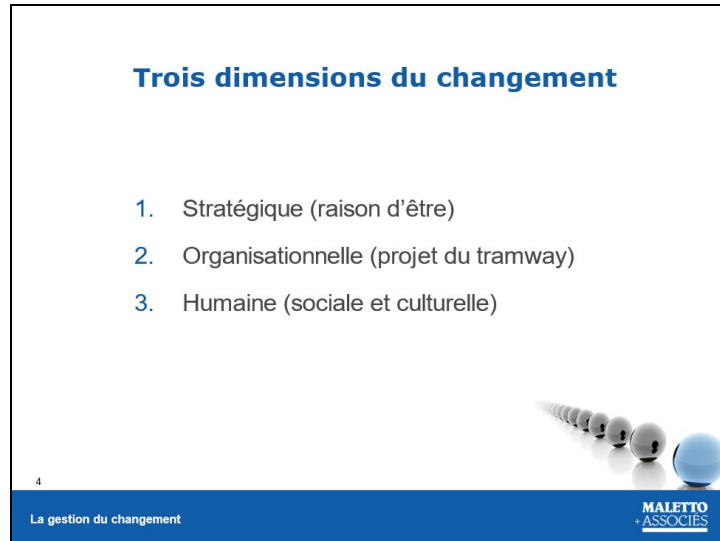 Trois dimensions du changement
1. Stratégique (raison d'être)
2. Organisationnelle (projet du tramway)
3. Humaine (sociale et culturelle)
4
La gestion du changement
MALETTO
+ ASSOCIÉS